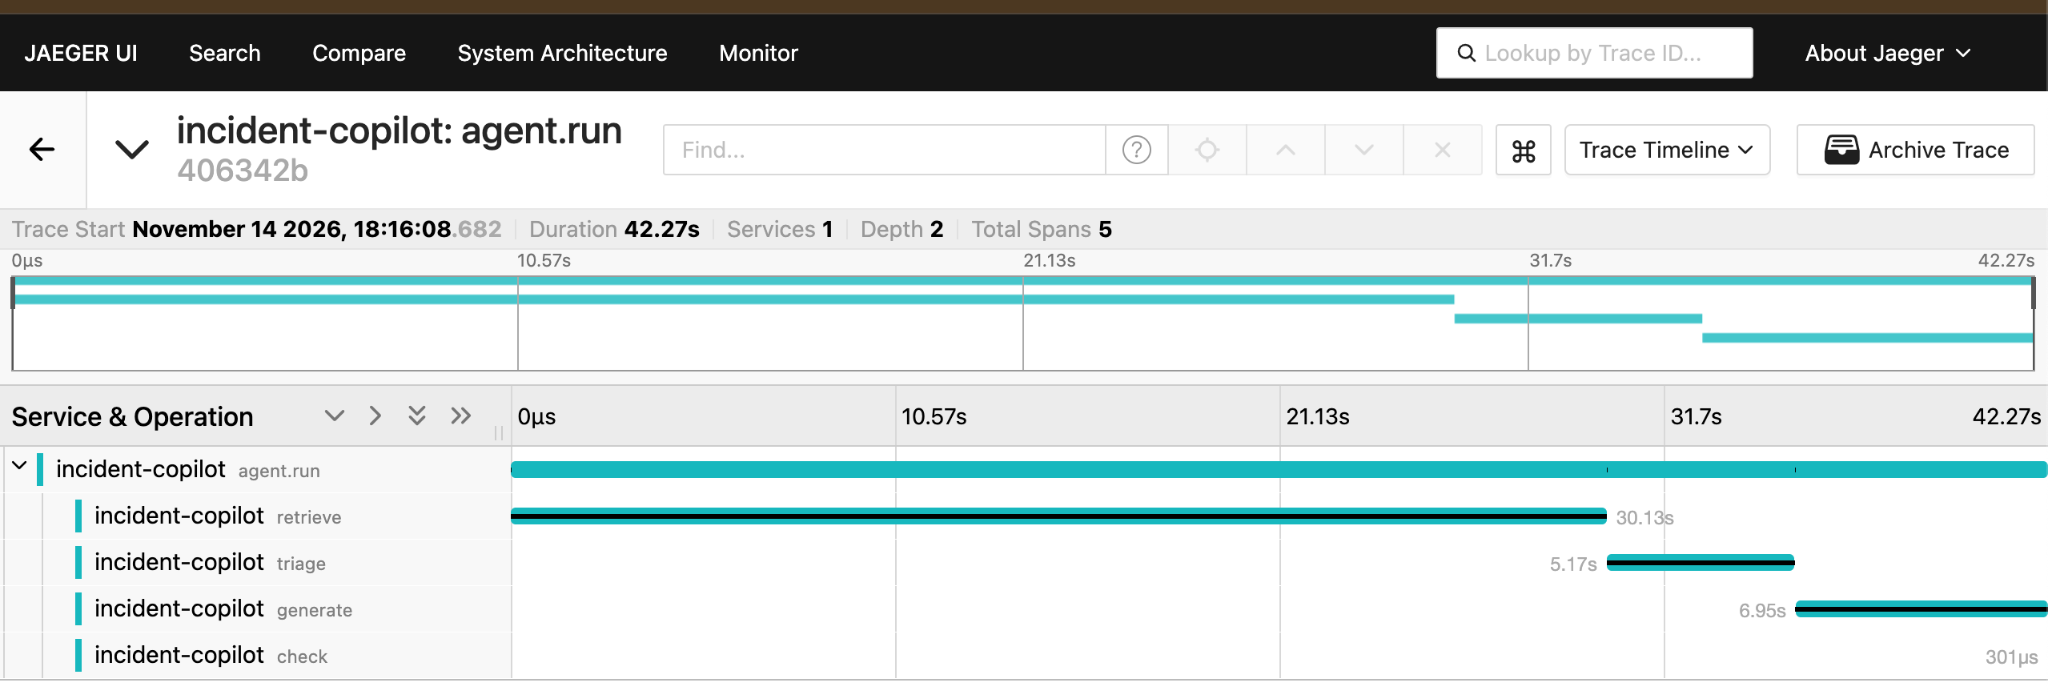 JAEGER UI Search Compare System Architecture Monitor Lookup by Trace ID... About Jaeger
incident-copilot: agent.run
406342b
Find... Trace Timeline Archive Trace
Trace Start November 14 2026, 18:16:08.682 Duration 42.27s Services 1 Depth 2 Total Spans 5
0μs 10.57s 21.13s 31.7s 42.27s
Service & Operation 0μs 10.57s 21.13s 31.7s 42.27s
incident-copilot agent.run
incident-copilot retrieve 30.13s
incident-copilot triage 5.17s
incident-copilot generate 6.95s
incident-copilot check 301μs